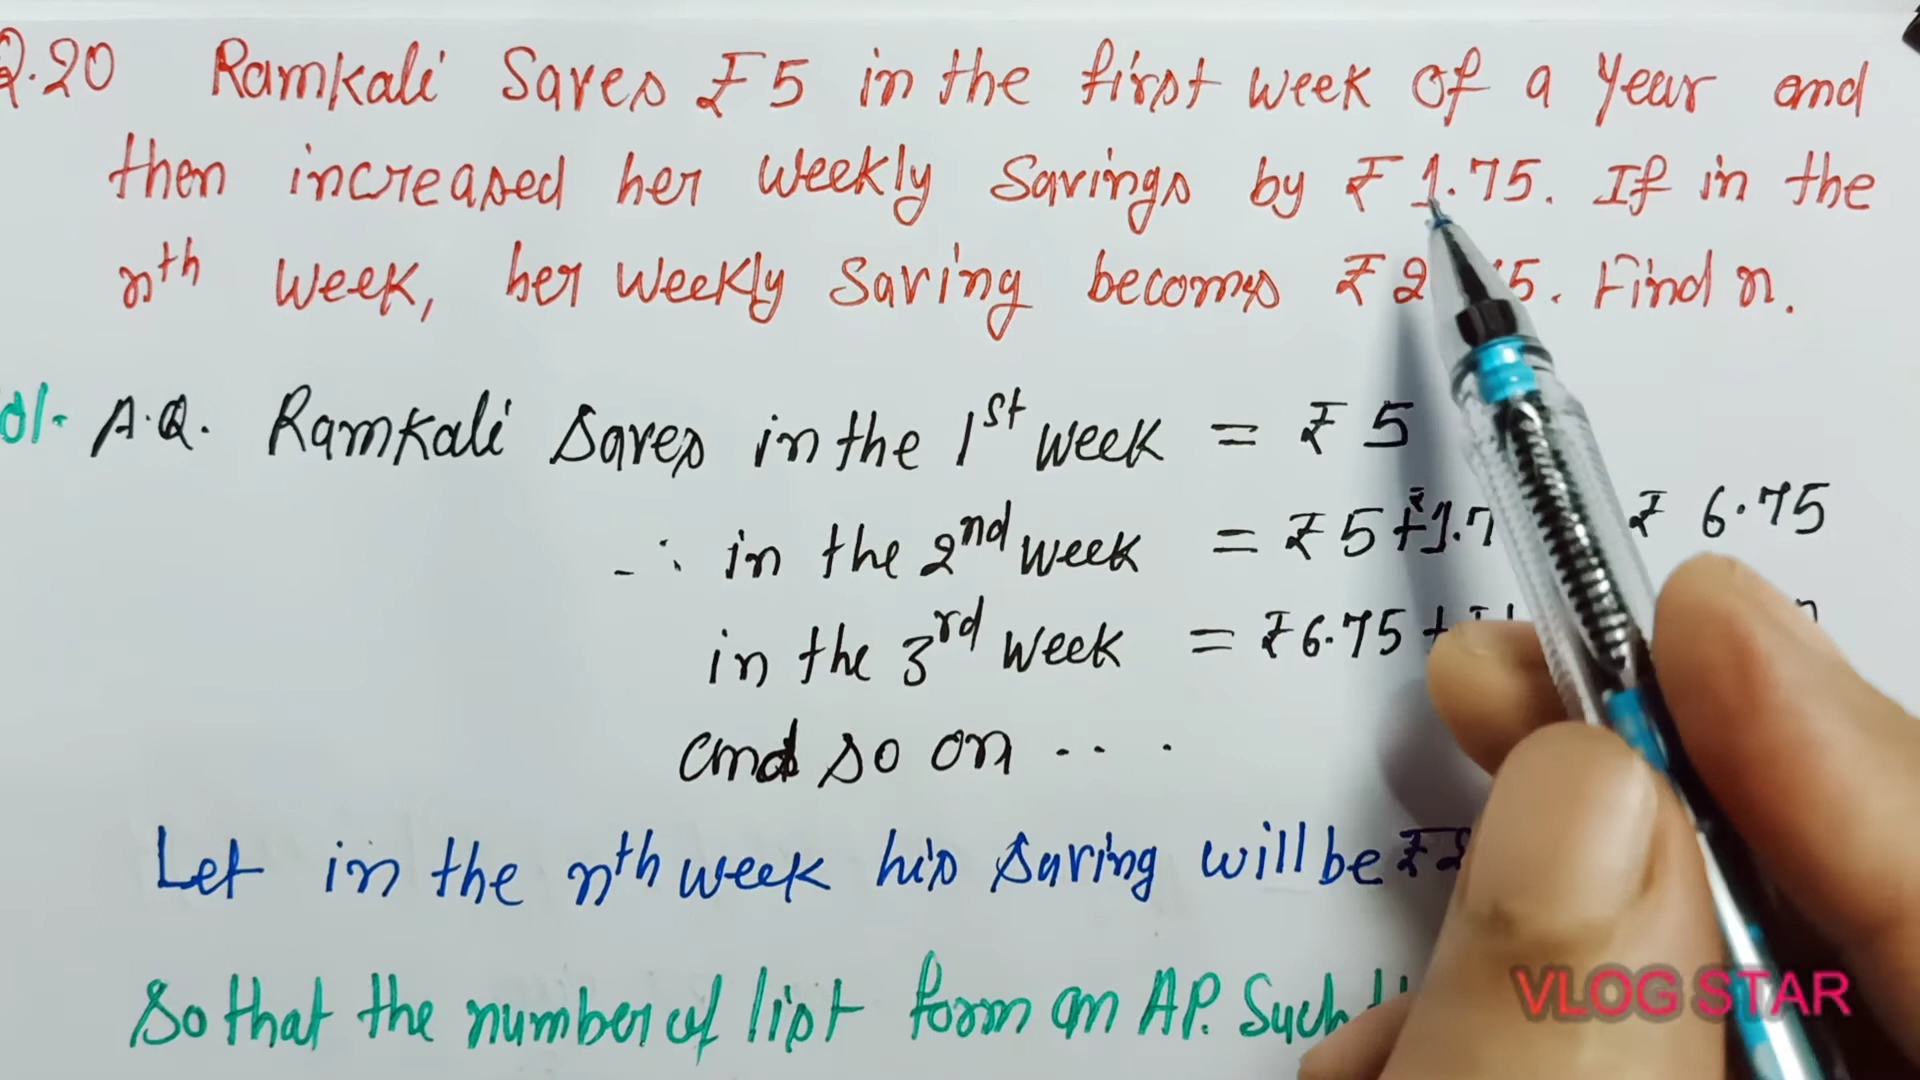 Q.20 Ramkali Saves ₹5 in the first week of a year and
then increased her weekly savings by ₹1.75. If in the
nth week, her weekly saving becomes ₹2 5. Find n.
ol- A.Q. Ramkali saves in the 1st week = ₹ 5
∴ in the 2nd week = ₹5+₹1.7 ₹ 6.75
in the 3rd week = ₹6.75 +
and so on ...
Let in the nth week his saving will be ₹2
So that the number of list form an AP. Such
VLOG STAR